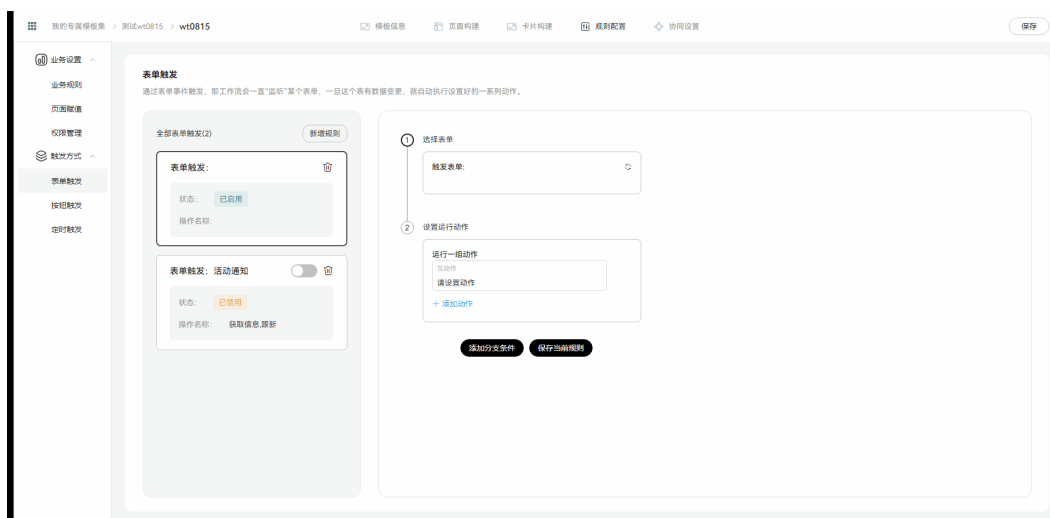 我的专属模板集 > 测试wt0815 > wt0815
模板信息
页面构建
卡片构建
规则配置
协同设置
保存
业务设置
业务规则
页面赋值
权限管理
触发方式
表单触发
按钮触发
定时触发
表单触发
通过表单事件触发，即工作流会一直“监听”某个表单，一旦这个表有数据变更，就自动执行设置好的一系列动作。
全部表单触发(2)
新增规则
表单触发:
状态: 已启用
操作名称:
表单触发: 活动通知
状态: 已禁用
操作名称: 获取信息,跟新
1 选择表单
触发表单:
2 设置运行动作
运行一组动作
无动作
请设置动作
+ 添加动作
添加分支条件
保存当前规则